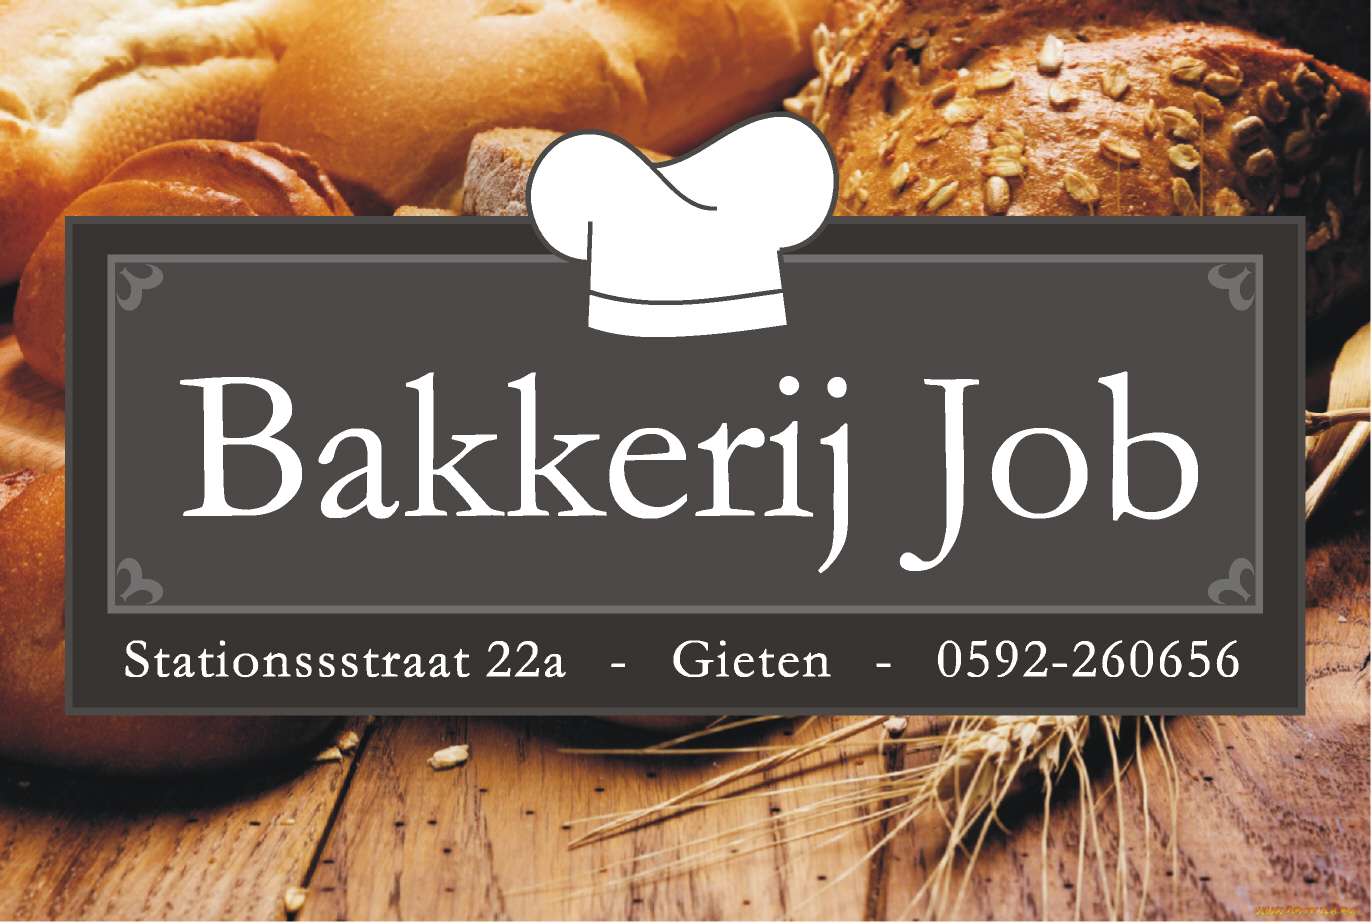 Bakkerij Job
Stationssstraat 22a - Gieten - 0592-260656